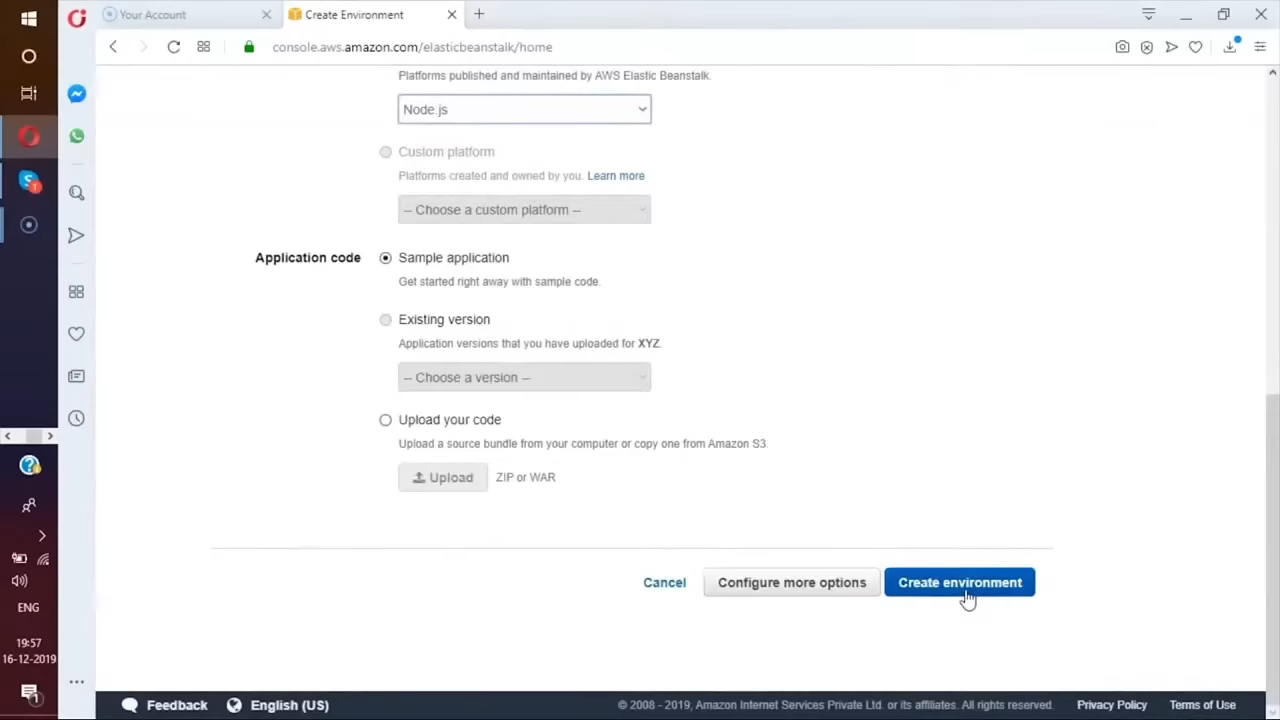 Your Account
Create Environment
console.aws.amazon.com/elasticbeanstalk/home
Platforms published and maintained by AWS Elastic Beanstalk.
Node.js
Custom platform
Platforms created and owned by you. Learn more
-- Choose a custom platform --
Application code
Sample application
Get started right away with sample code.
Existing version
Application versions that you have uploaded for XYZ.
-- Choose a version --
Upload your code
Upload a source bundle from your computer or copy one from Amazon S3.
Upload
ZIP or WAR
Cancel
Configure more options
Create environment
ENG
19:57
16-12-2019
Feedback
English (US)
© 2008 - 2019, Amazon Internet Services Private Ltd. or its affiliates. All rights reserved.
Privacy Policy
Terms of Use